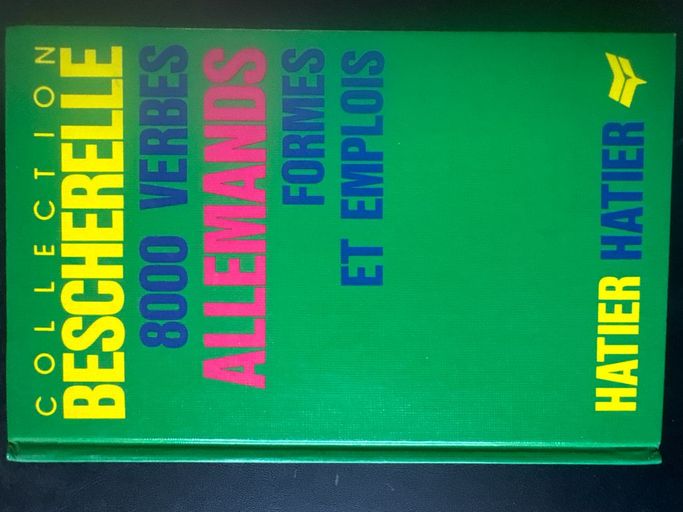 COLLECTION
BESCHERELLE
8000 VERBES
ALLEMANDS
FORMES
ET EMPLOIS
HATIER HATIER